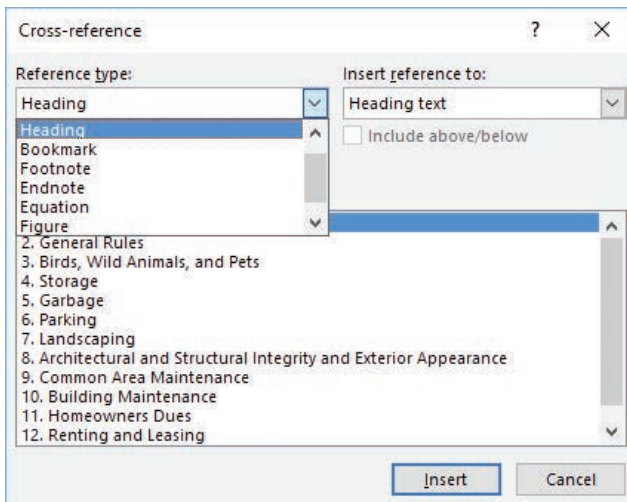 Cross-reference ?
Reference type:
Insert reference to:
Heading
Heading text
Heading
Bookmark
Footnote
Endnote
Equation
Figure
Include above/below
2. General Rules
3. Birds, Wild Animals, and Pets
4. Storage
5. Garbage
6. Parking
7. Landscaping
8. Architectural and Structural Integrity and Exterior Appearance
9. Common Area Maintenance
10. Building Maintenance
11. Homeowners Dues
12. Renting and Leasing
Insert
Cancel